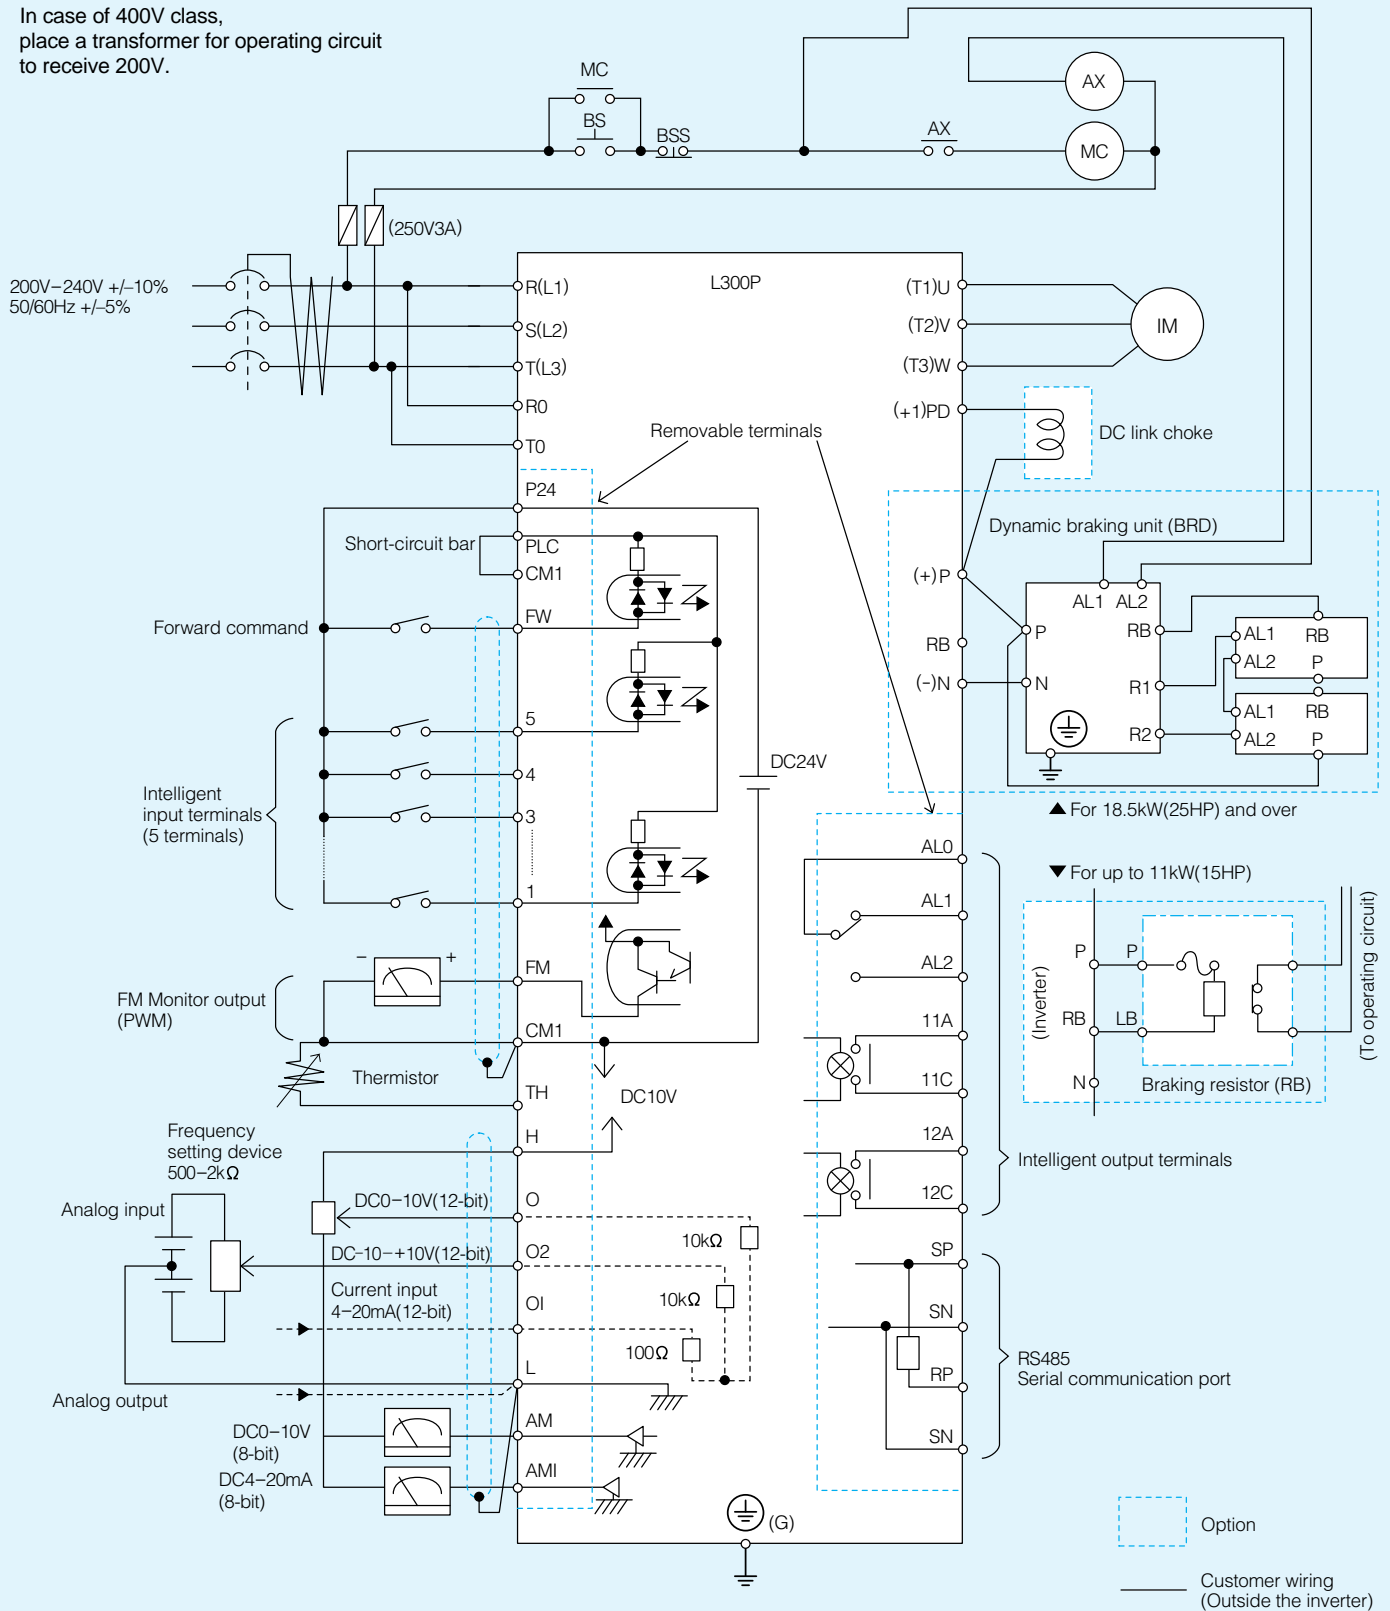 In case of 400V class,
place a transformer for operating circuit
to receive 200V.
MC
BS
BSS
AX
AX
MC
(250V3A)
200V–240V +/–10%
50/60Hz +/–5%
L300P
R(L1)
S(L2)
T(L3)
R0
T0
(T1)U
(T2)V
(T3)W
IM
(+1)PD
DC link choke
Removable terminals
P24
Short-circuit bar
PLC
CM1
Forward command
FW
5
4
3
1
Intelligent
input terminals
(5 terminals)
DC24V
Dynamic braking unit (BRD)
(+)P
RB
(-)N
AL1 AL2
P
N
RB
R1
R2
AL1 RB
AL2 P
AL1 RB
AL2 P
▲ For 18.5kW(25HP) and over
▼ For up to 11kW(15HP)
(Inverter)
P
P
RB
LB
N
Braking resistor (RB)
(To operating circuit)
AL0
AL1
AL2
11A
11C
12A
12C
Intelligent output terminals
FM Monitor output
(PWM)
–
+
FM
CM1
Thermistor
TH
DC10V
Frequency
setting device
500–2kΩ
H
Analog input
DC0–10V(12-bit)
O
DC-10–+10V(12-bit)
O2
Current input
4–20mA(12-bit)
OI
10kΩ
10kΩ
100Ω
L
Analog output
DC0–10V
(8-bit)
AM
DC4–20mA
(8-bit)
AMI
SP
SN
RP
SN
RS485
Serial communication port
(G)
Option
Customer wiring
(Outside the inverter)